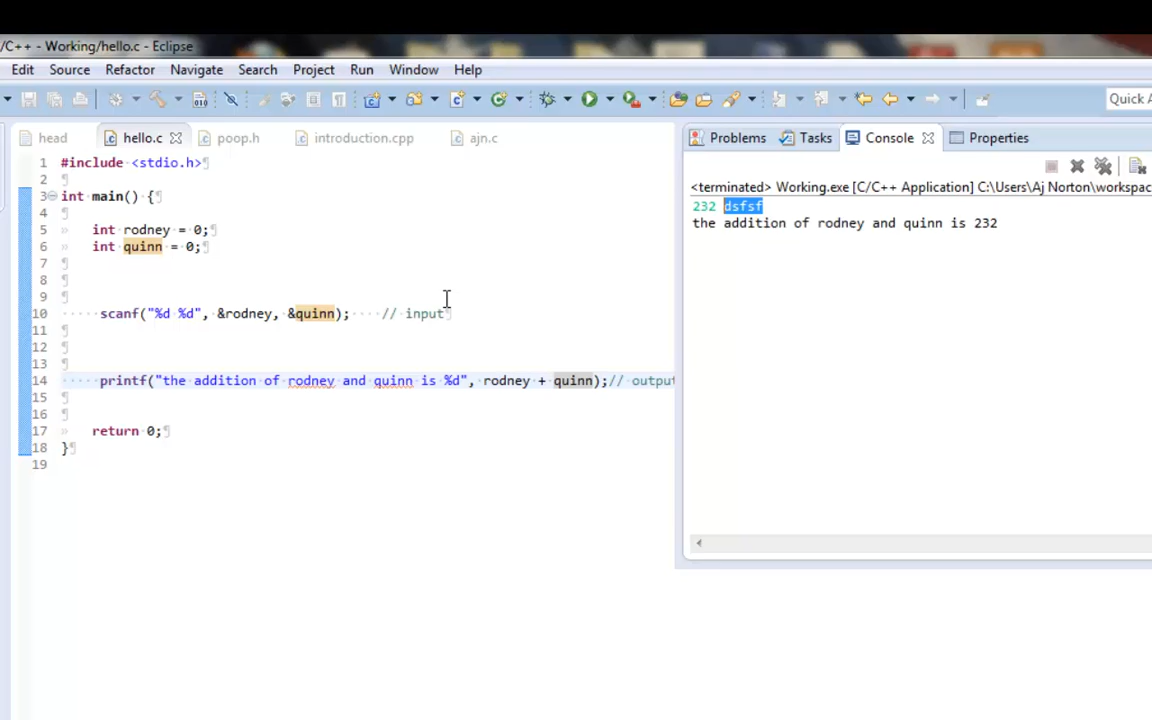 /C++ - Working/hello.c - Eclipse
Edit Source Refactor Navigate Search Project Run Window Help
Quick A
head hello.c poop.h introduction.cpp ajn.c
Problems Tasks Console Properties
<terminated> Working.exe [C/C++ Application] C:\Users\Aj Norton\workspac
232 dsfsf
the addition of rodney and quinn is 232
1 #include <stdio.h>
2
3 int main() {
4
5 int rodney = 0;
6 int quinn = 0;
7
8
9
10 scanf("%d %d", &rodney, &quinn); // input
11
12
13
14 printf("the addition of rodney and quinn is %d", rodney + quinn);// output
15
16
17 return 0;
18 }
19